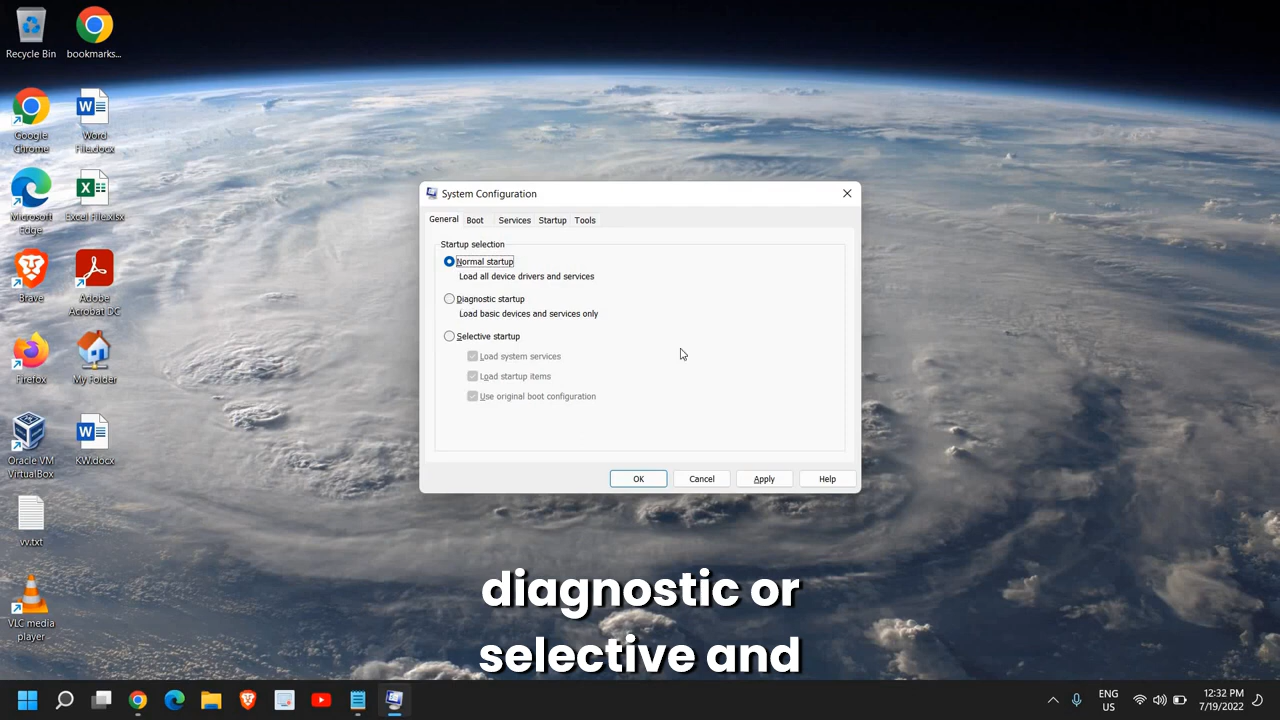 Recycle Bin
bookmarks...
Google
Chrome
Word
File.docx
Microsoft
Edge
Excel File.xlsx
Brave
Adobe
Acrobat DC
Firefox
My Folder
Oracle VM
VirtualBox
KW.docx
vv.txt
VLC media
player
System Configuration
General Boot Services Startup Tools
Startup selection
Normal startup
Load all device drivers and services
Diagnostic startup
Load basic devices and services only
Selective startup
Load system services
Load startup items
Use original boot configuration
OK Cancel Apply Help
diagnostic or
selective and
ENG
US
12:32 PM
7/19/2022